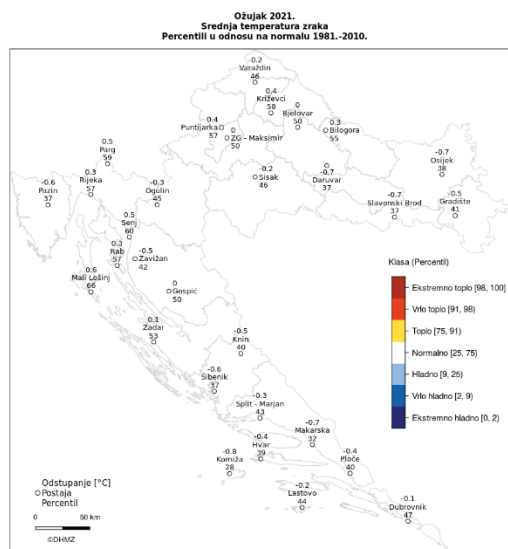 Ožujak 2021.
Srednja temperatura zraka
Percentili u odnosu na normalu 1981.-2010.
-0.2
Varaždin
46
0.4
Križevci
58
0
Bjelovar
50
0.4
Puntijarka
57
0
ZG - Maksimir
50
0.3
Bilogora
55
0.5
Parg
59
-0.7
Osijek
38
-0.6
Pazin
37
0.3
Rijeka
57
-0.3
Ogulin
45
-0.2
Sisak
46
-0.7
Daruvar
37
-0.7
Slavonski Brod
37
-0.5
Gradište
41
0.5
Senj
60
0.3
Rab
57
-0.5
Zavižan
42
0.6
Mali Lošinj
66
0
Gospić
50
0.1
Zadar
53
-0.5
Knin
40
-0.6
Šibenik
37
-0.3
Split - Marjan
43
-0.7
Makarska
32
-0.4
Hvar
39
-0.8
Komiža
28
-0.4
Ploče
40
-0.2
Lastovo
44
-0.1
Dubrovnik
47
Klasa (Percentil)
Ekstremno toplo [98, 100]
Vrlo toplo [91, 98)
Toplo [75, 91)
Normalno [25, 75)
Hladno [9, 25)
Vrlo hladno [2, 9)
Ekstremno hladno [0, 2)
Odstupanje [°C]
Postaja
Percentil
0 50 km
©DHMZ